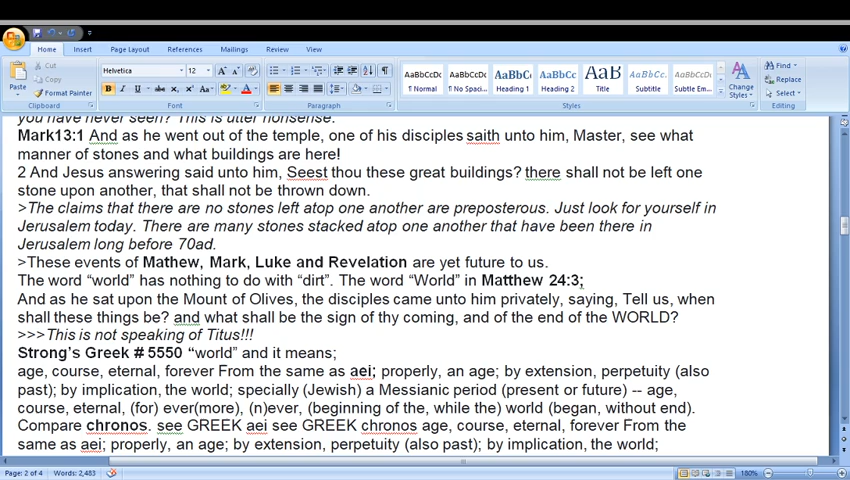 Home Insert Page Layout References Mailings Review View
Cut
Copy
Format Painter
Paste
Clipboard
Helvetica 12
Font
Paragraph
AaBbCcDc AaBbCcDc AaBbCc AaBbCc AaB AaBbCc. AaBbCcDc
¶ Normal ¶ No Spaci... Heading 1 Heading 2 Title Subtitle Subtle Em...
Styles
Change Styles
Find
Replace
Select
Editing
you have never seen? This is utter nonsense.
Mark13:1 And as he went out of the temple, one of his disciples saith unto him, Master, see what
manner of stones and what buildings are here!
2 And Jesus answering said unto him, Seest thou these great buildings? there shall not be left one
stone upon another, that shall not be thrown down.
>The claims that there are no stones left atop one another are preposterous. Just look for yourself in
Jerusalem today. There are many stones stacked atop one another that have been there in
Jerusalem long before 70ad.
>These events of Mathew, Mark, Luke and Revelation are yet future to us.
The word “world” has nothing to do with “dirt”. The word “World” in Matthew 24:3;
And as he sat upon the Mount of Olives, the disciples came unto him privately, saying, Tell us, when
shall these things be? and what shall be the sign of thy coming, and of the end of the WORLD?
>>>This is not speaking of Titus!!!
Strong’s Greek # 5550 “world” and it means;
age, course, eternal, forever From the same as aei; properly, an age; by extension, perpetuity (also
past); by implication, the world; specially (Jewish) a Messianic period (present or future) -- age,
course, eternal, (for) ever(more), (n)ever, (beginning of the, while the) world (began, without end).
Compare chronos. see GREEK aei see GREEK chronos age, course, eternal, forever From the
same as aei; properly, an age; by extension, perpetuity (also past); by implication, the world;
Page: 2 of 4 Words: 2,483 180%